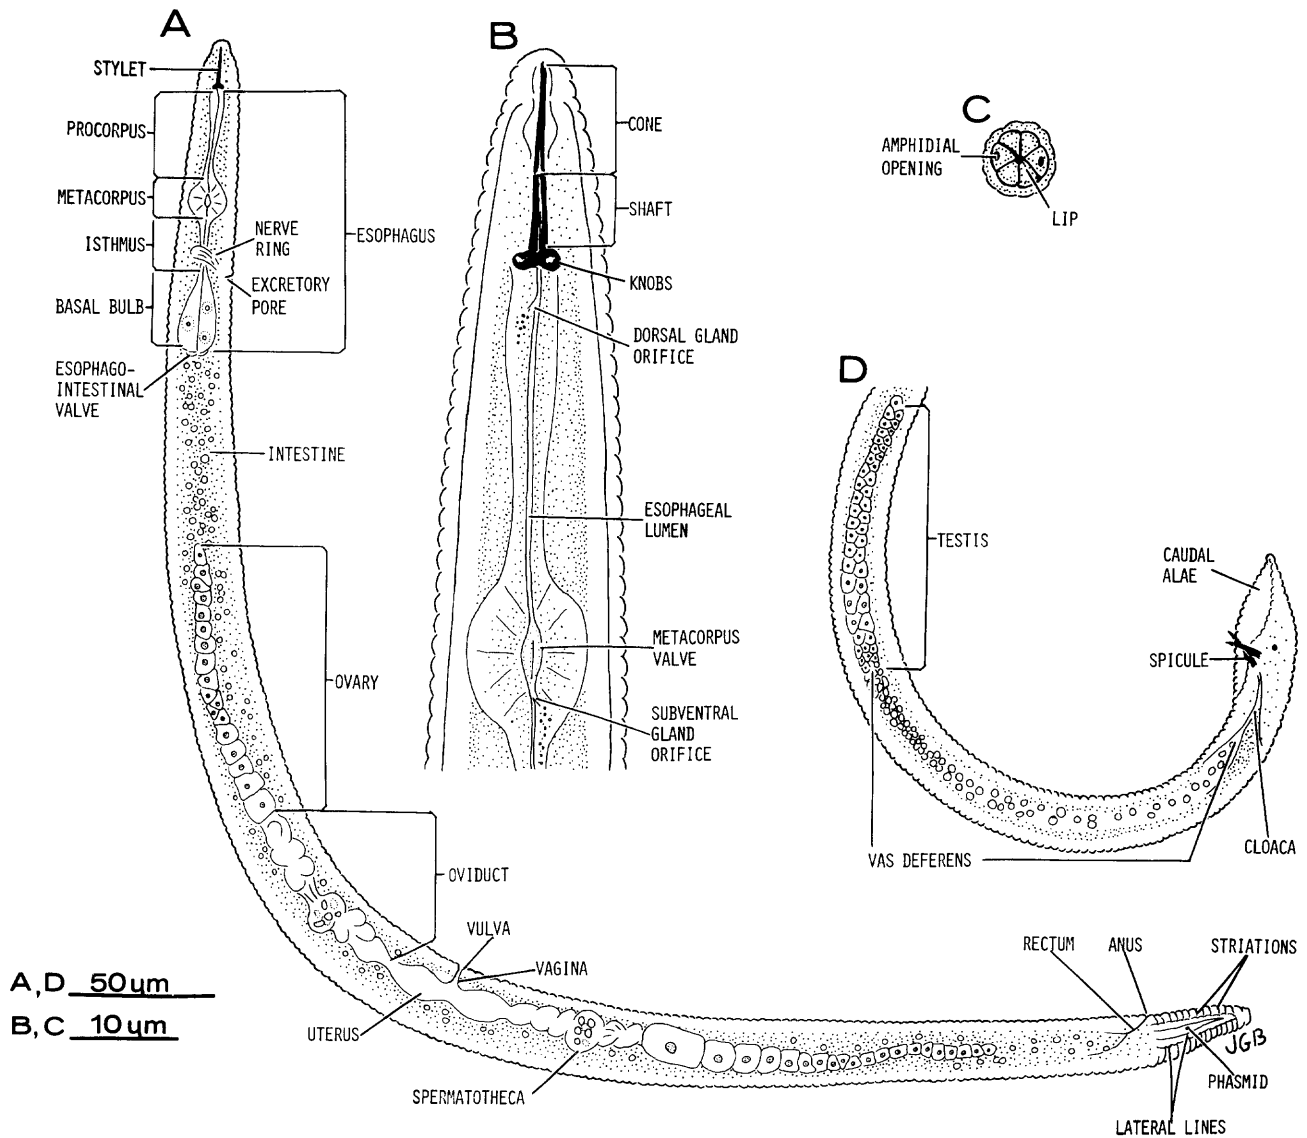 A
STYLET
PROCORPUS
METACORPUS
ISTHMUS
BASAL BULB
ESOPHAGO-
INTESTINAL
VALVE
NERVE
RING
EXCRETORY
PORE
ESOPHAGUS
INTESTINE
OVARY
OVIDUCT
VULVA
VAGINA
UTERUS
SPERMATOTHECA
RECTUM
ANUS
STRIATIONS
PHASMID
LATERAL LINES
JGB
B
CONE
SHAFT
KNOBS
DORSAL GLAND
ORIFICE
ESOPHAGEAL
LUMEN
METACORPUS
VALVE
SUBVENTRAL
GLAND
ORIFICE
C
AMPHIDIAL
OPENING
LIP
D
TESTIS
CAUDAL
ALAE
SPICULE
CLOACA
VAS DEFERENS
A,D 50 um
B,C 10 um